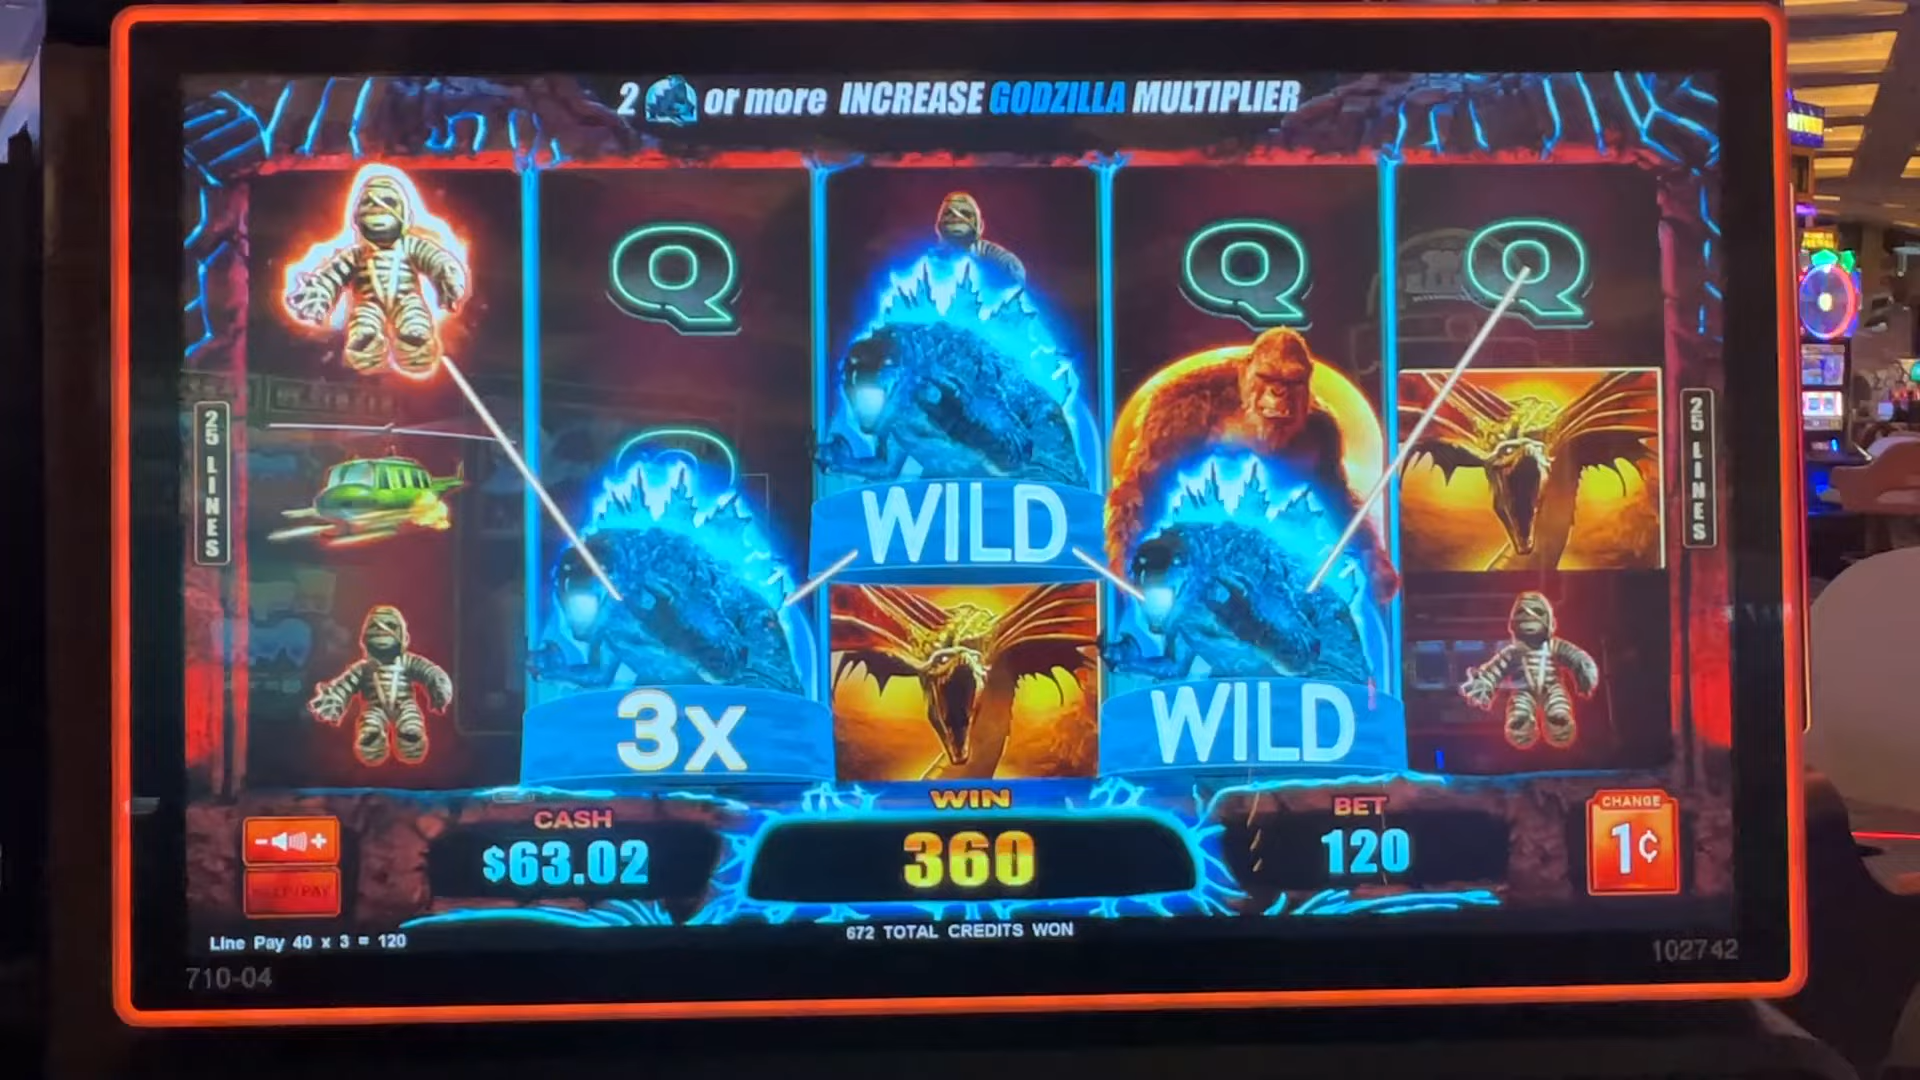 2 or more INCREASE GODZILLA MULTIPLIER
Q
Q
Q
25 LINES
25 LINES
WILD
3X
WILD
WIN
CASH
BET
CHANGE
- +
$63.02
360
120
1¢
Line Pay 40 x 3 = 120
672 TOTAL CREDITS WON
710-04
102742